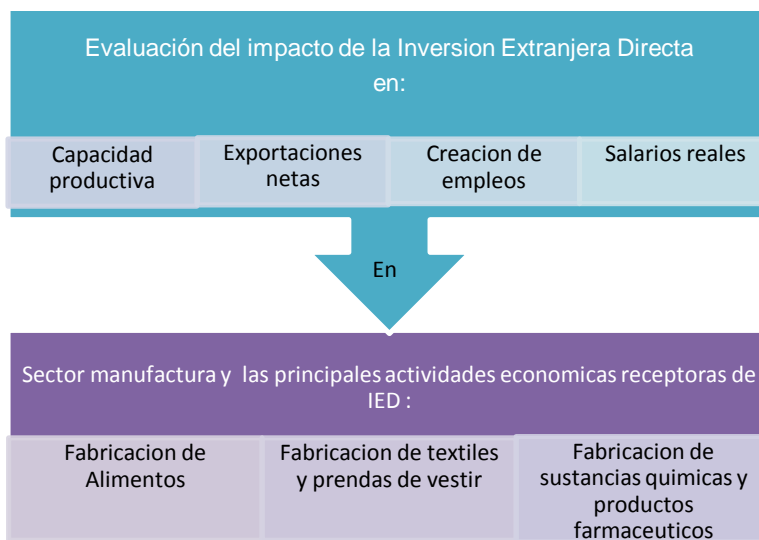 Evaluación del impacto de la Inversion Extranjera Directa
en:
Capacidad
productiva
Exportaciones
netas
Creacion de
empleos
Salarios reales
En
Sector manufactura y las principales actividades economicas receptoras de
IED :
Fabricacion de
Alimentos
Fabricacion de textiles
y prendas de vestir
Fabricacion de
sustancias quimicas y
productos
farmaceuticos